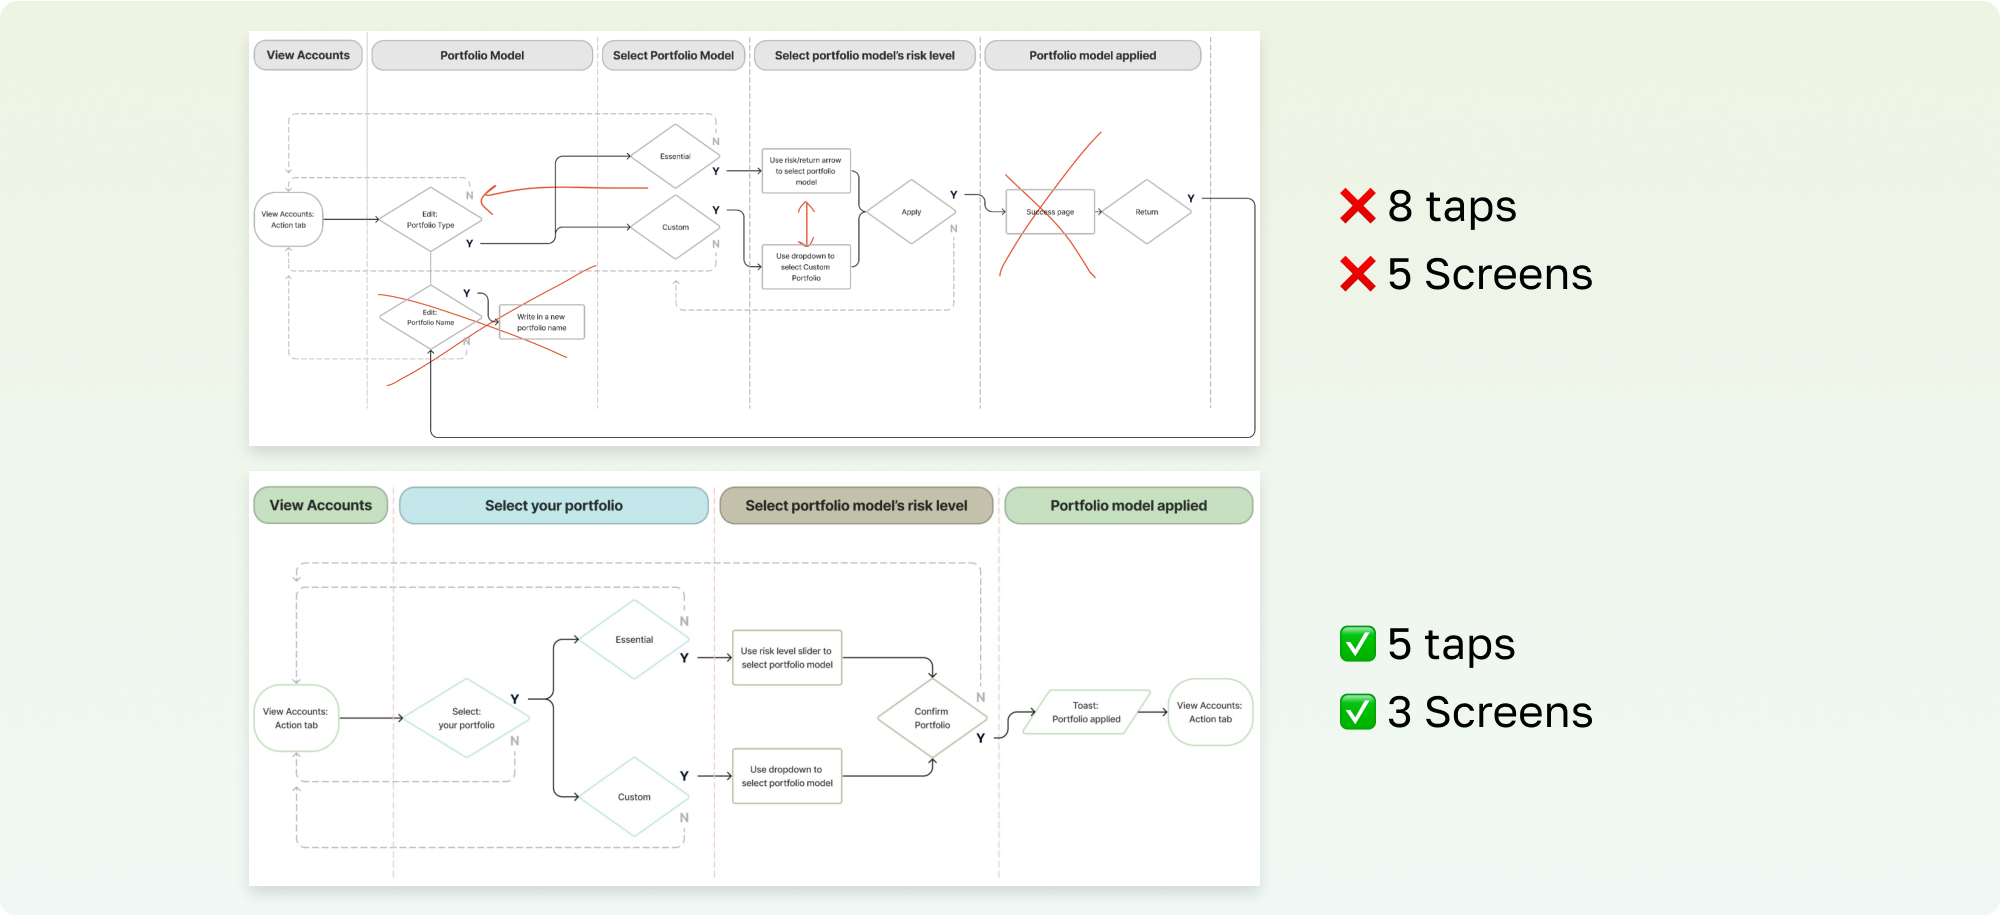 View Accounts
Portfolio Model
Select Portfolio Model
Select portfolio model's risk level
Portfolio model applied
N
Essential
Y
Use risk/return arrow
to select portfolio
model
N
View Accounts:
Action tab
Edit:
Portfolio Type
Y
Y
Custom
N
Apply
Y
N
Success page
Return
Y
Use dropdown to
select Custom
Portfolio
Y
Edit:
Portfolio Name
N
Write in a new
portfolio name
❌ 8 taps
❌ 5 Screens
View Accounts
Select your portfolio
Select portfolio model's risk level
Portfolio model applied
N
Essential
Y
Use risk level slider to
select portfolio model
View Accounts:
Action tab
Y
Select:
your portfolio
N
N
Confirm
Portfolio
Y
Toast:
Portfolio applied
View Accounts:
Action tab
Y
Custom
N
Use dropdown to
select portfolio model
✅ 5 taps
✅ 3 Screens